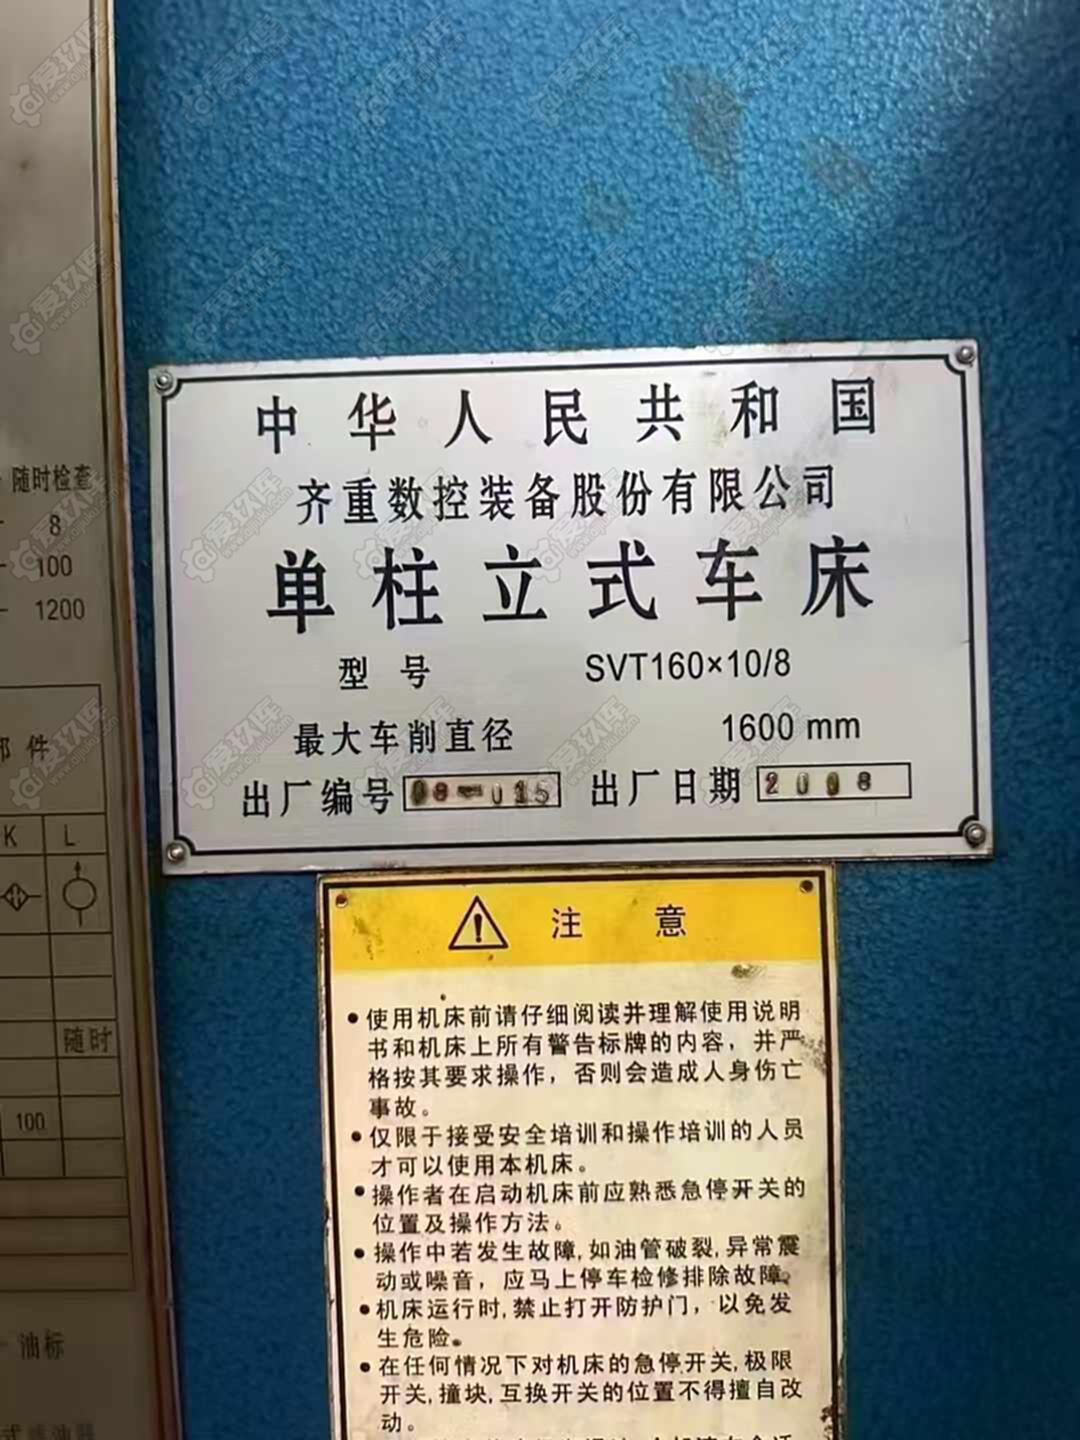 中华人民共和国
齐重数控装备股份有限公司
单柱立式车床
型号 SVT160×10/8
最大车削直径 1600 mm
出厂编号 08-015 出厂日期 2008
注意
•使用机床前请仔细阅读并理解使用说明
书和机床上所有警告标牌的内容，并严
格按其要求操作，否则会造成人身伤亡
事故。
•仅限于接受安全培训和操作培训的人员
才可以使用本机床。
•操作者在启动机床前应熟悉急停开关的
位置及操作方法。
•操作中若发生故障,如油管破裂,异常震
动或噪音，应马上停车检修排除故障。
•机床运行时,禁止打开防护门，以免发
生危险。
•在任何情况下对机床的急停开关,极限
开关,撞块,互换开关的位置不得擅自改
动。
随时检查
8
100
1200
件
K L
随时
100
油标
爱玖库